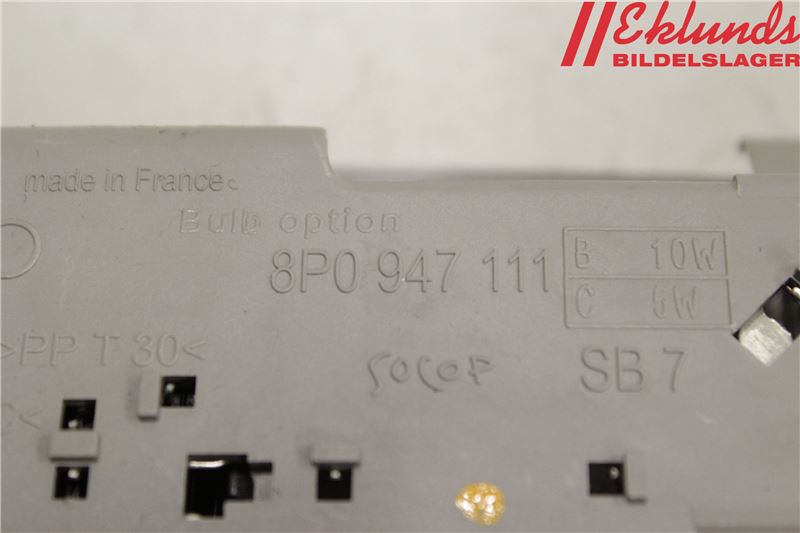 Eklunds
BILDELSLAGER
made in France
Bulb option
8P0 947 111
B 10W
C 5W
>PP T 30<
SOCOP
SB 7